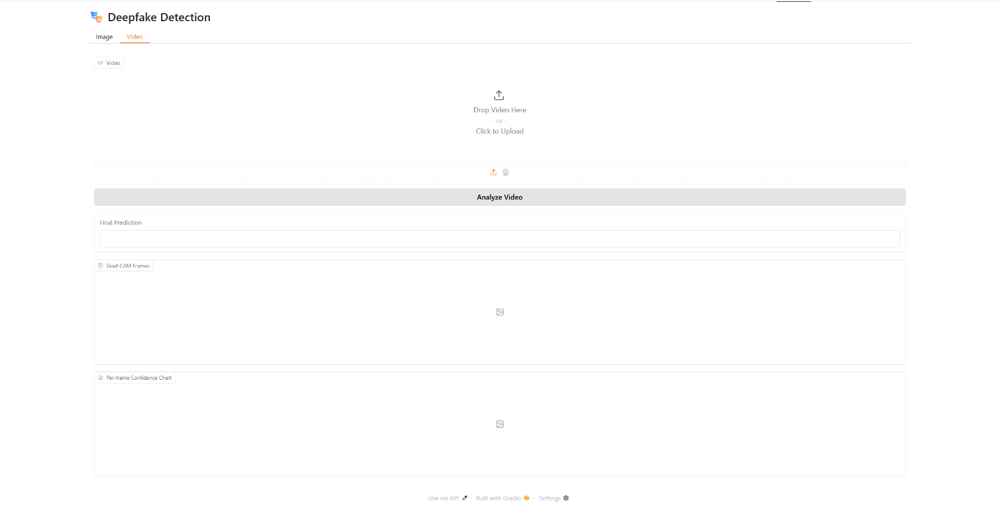 Deepfake Detection
Image Video
Video
Drop Video Here
- or -
Click to Upload
Analyze Video
Final Prediction
Grad-CAM Frames
Per-frame Confidence Chart
Use via API · Built with Gradio · Settings